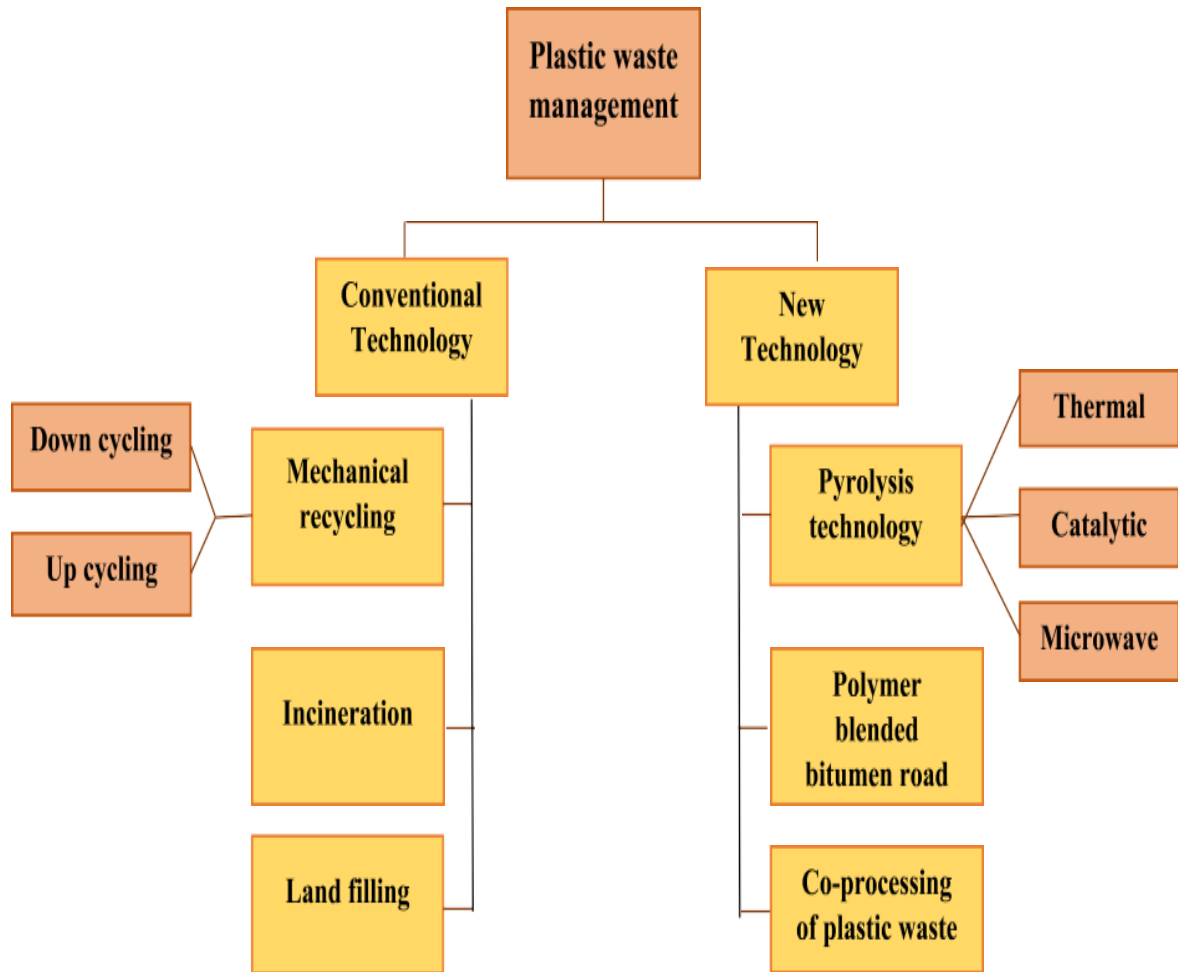 Plastic waste
management
Conventional
Technology
New
Technology
Down cycling
Up cycling
Mechanical
recycling
Incineration
Land filling
Pyrolysis
technology
Thermal
Catalytic
Microwave
Polymer
blended
bitumen road
Co-processing
of plastic waste